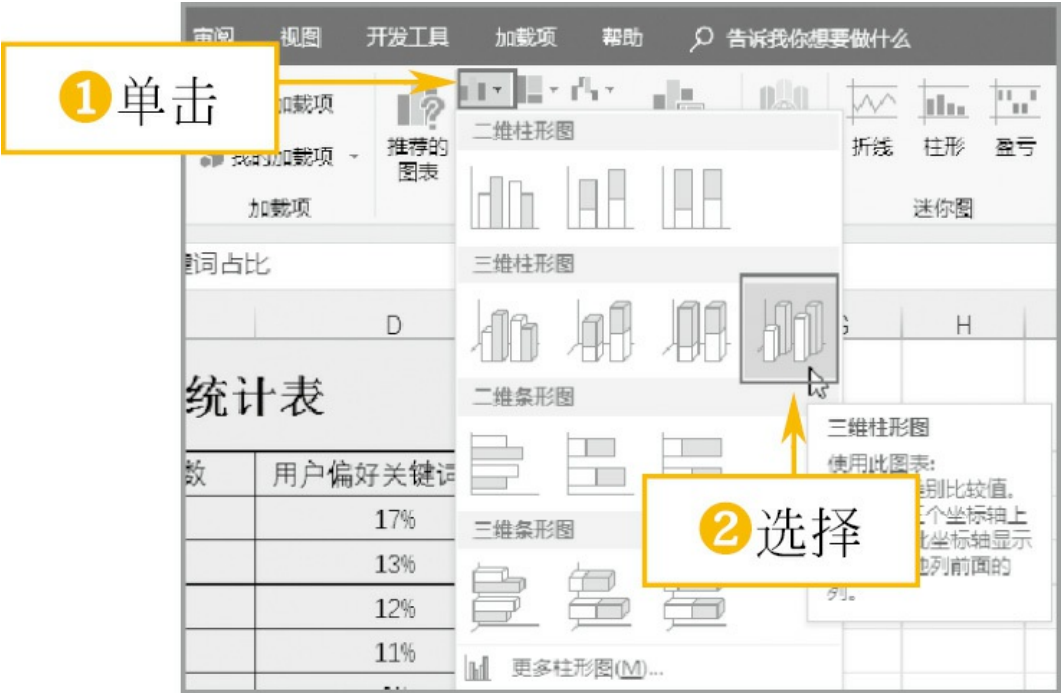 审阅 视图 开发工具 加载项 帮助 告诉我你想要做什么
❶单击
加载项
我的加载项
加载项
推荐的
图表
折线 柱形 盈亏
迷你图
词占比
二维柱形图
三维柱形图
二维条形图
三维条形图
更多柱形图(M)...
D
H
统计表
数 用户偏好关键词
17%
13%
12%
11%
❷选择
三维柱形图
使用此图表:
别比较值。
个坐标轴上
坐标轴显示
列前面的
列。